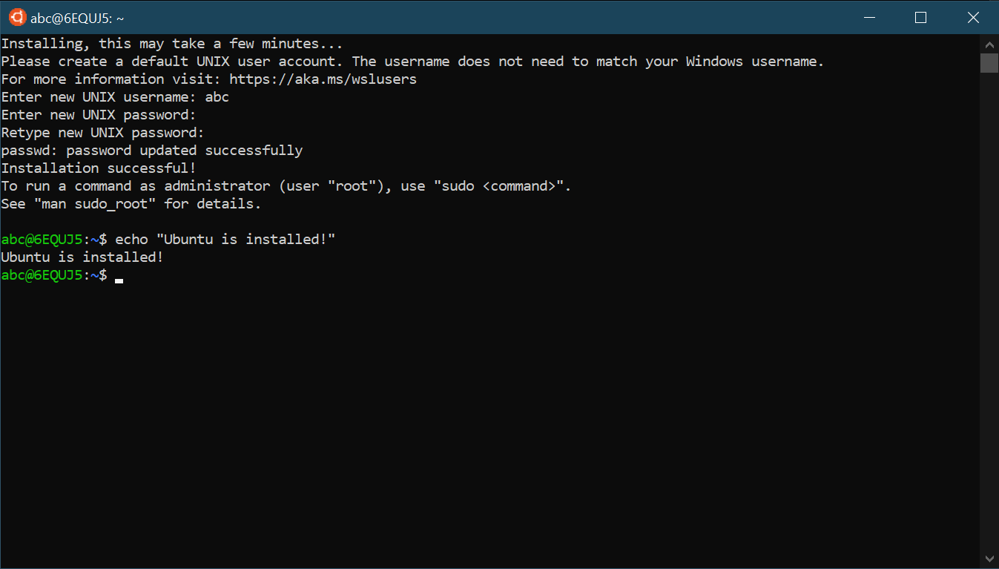 abc@6EQUJ5: ~
Installing, this may take a few minutes...
Please create a default UNIX user account. The username does not need to match your Windows username.
For more information visit: https://aka.ms/wslusers
Enter new UNIX username: abc
Enter new UNIX password:
Retype new UNIX password:
passwd: password updated successfully
Installation successful!
To run a command as administrator (user "root"), use "sudo <command>".
See "man sudo_root" for details.
abc@6EQUJ5:~$ echo "Ubuntu is installed!"
Ubuntu is installed!
abc@6EQUJ5:~$